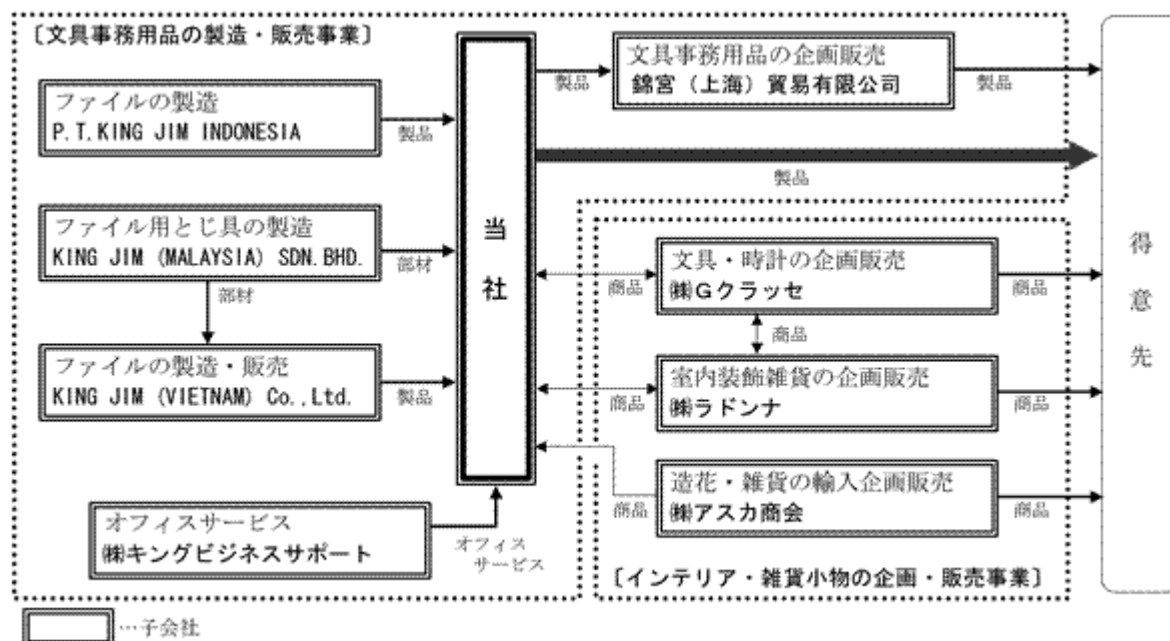 〔文具事務用品の製造・販売事業〕
ファイルの製造
P.T.KING JIM INDONESIA
製品
ファイル用とじ具の製造
KING JIM (MALAYSIA) SDN.BHD.
部材
部材
ファイルの製造・販売
KING JIM (VIETNAM) Co.,Ltd.
製品
オフィスサービス
㈱キングビジネスサポート
オフィス
サービス
当社
製品
文具事務用品の企画販売
錦宮（上海）貿易有限公司
製品
製品
商品
文具・時計の企画販売
㈱Gクラッセ
商品
商品
商品
室内装飾雑貨の企画販売
㈱ラドンナ
商品
商品
造花・雑貨の輸入企画販売
㈱アスカ商会
商品
〔インテリア・雑貨小物の企画・販売事業〕
得意先
…子会社